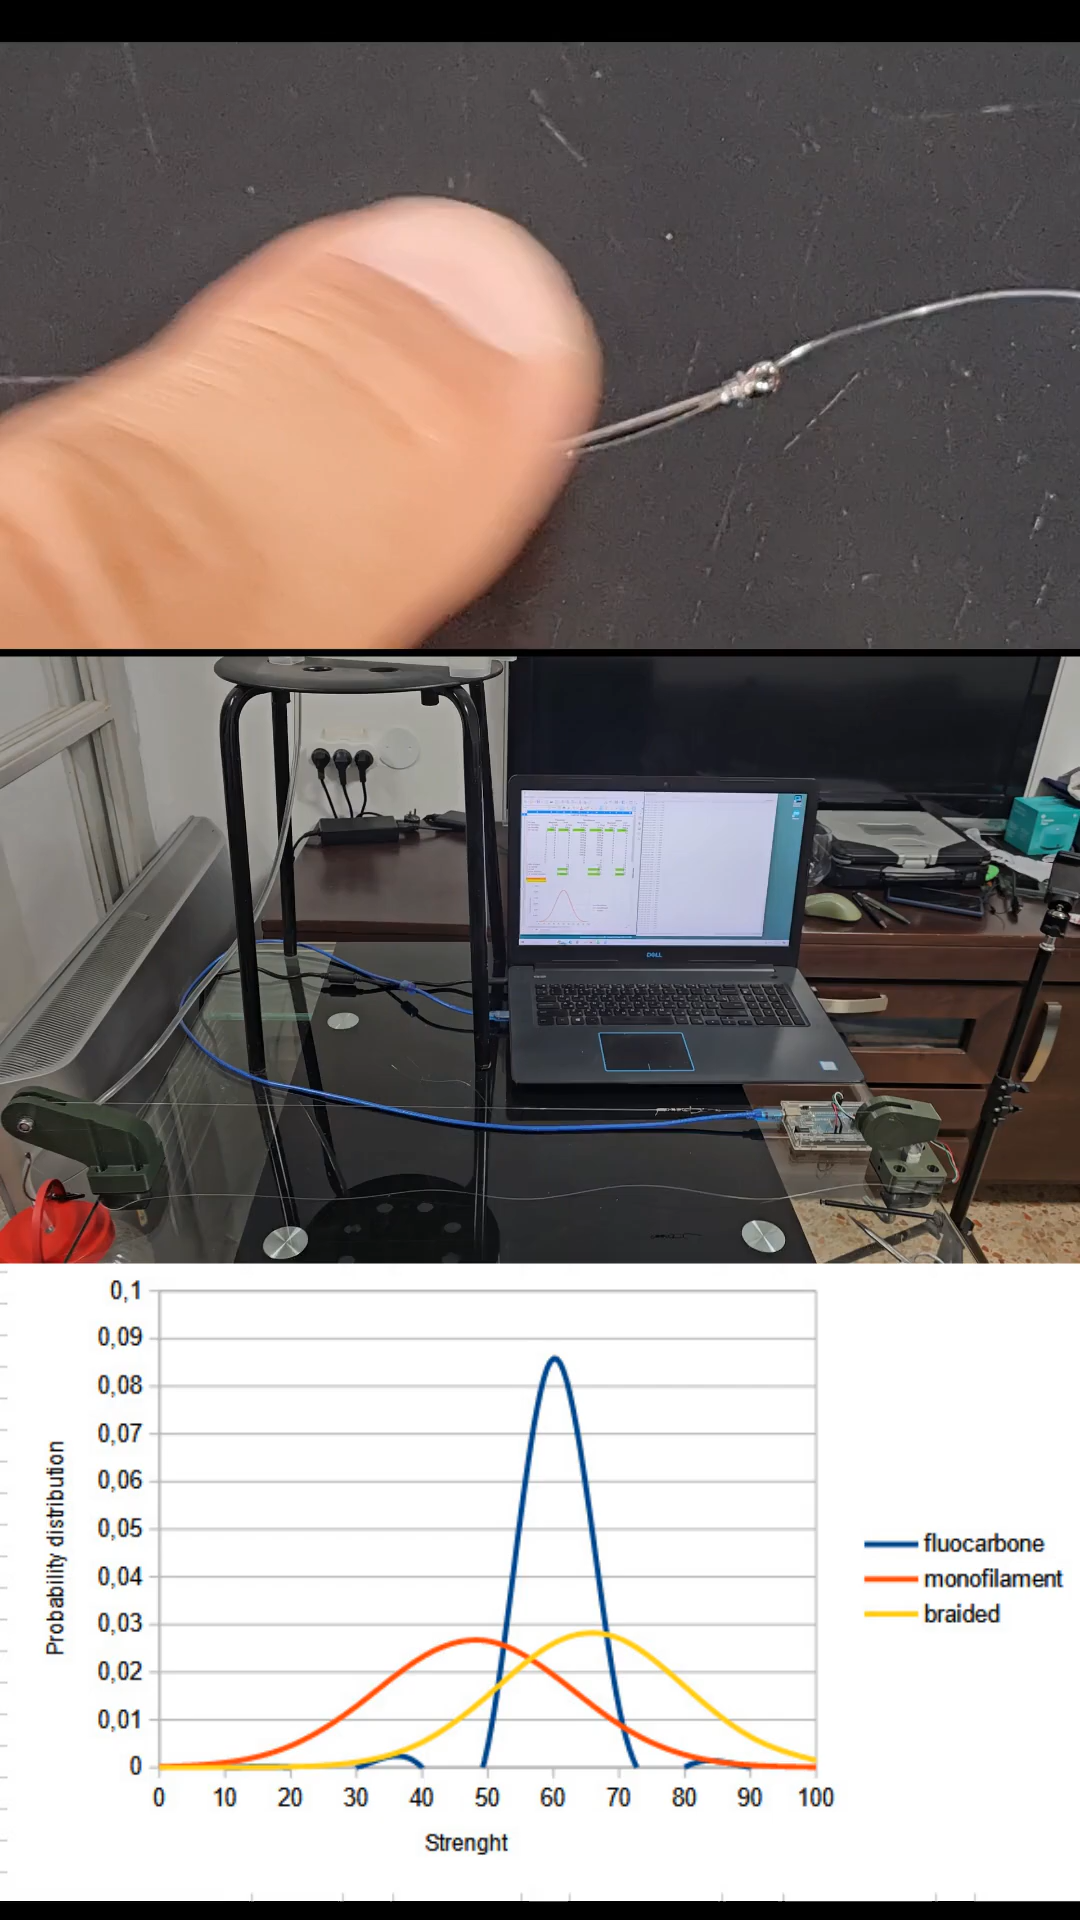 DELL
0,1
0,09
0,08
0,07
0,06
0,05
0,04
0,03
0,02
0,01
0
Probability distribution
0 10 20 30 40 50 60 70 80 90 100
Strenght
fluocarbone
monofilament
braided